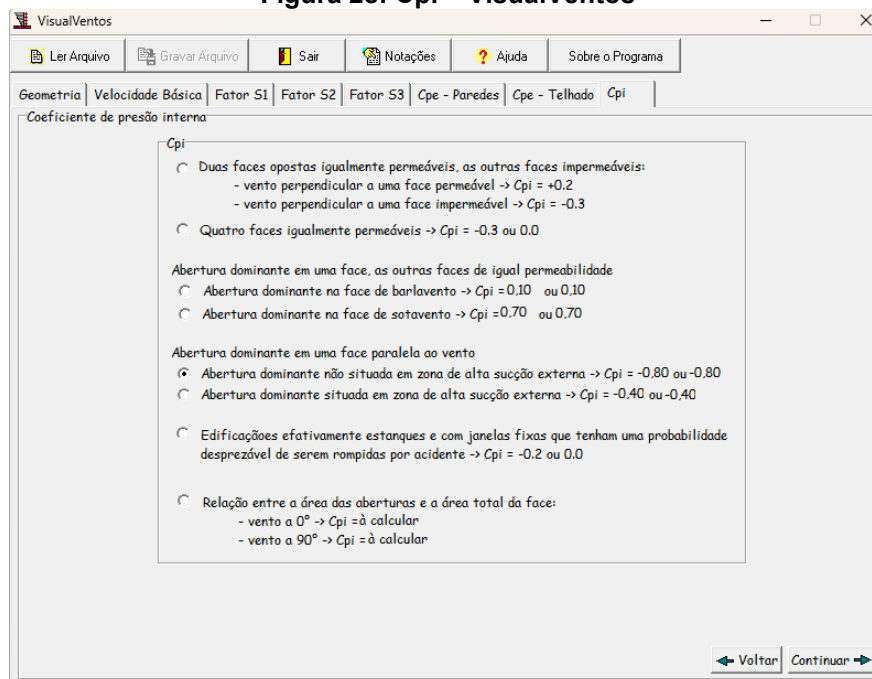 Figura 25: Cpi – VisualVentos
VisualVentos
Ler Arquivo Gravar Arquivo Sair Notações Ajuda Sobre o Programa
Geometria Velocidade Básica Fator S1 Fator S2 Fator S3 Cpe - Paredes Cpe - Telhado Cpi
Coeficiente de presão interna
Cpi
Duas faces opostas igualmente permeáveis, as outras faces impermeáveis:
- vento perpendicular a uma face permeável -> Cpi = +0.2
- vento perpendicular a uma face impermeável -> Cpi = -0.3
Quatro faces igualmente permeáveis -> Cpi = -0.3 ou 0.0
Abertura dominante em uma face, as outras faces de igual permeabilidade
Abertura dominante na face de barlavento -> Cpi =0,10 ou 0,10
Abertura dominante na face de sotavento -> Cpi =0,70 ou 0,70
Abertura dominante em uma face paralela ao vento
Abertura dominante não situada em zona de alta sucção externa -> Cpi = -0,80 ou -0,80
Abertura dominante situada em zona de alta sucção externa -> Cpi = -0,40 ou -0,40
Edificaçãoes efativamente estanques e com janelas fixas que tenham uma probabilidade
desprezável de serem rompidas por acidente -> Cpi = -0.2 ou 0.0
Relação entre a área das aberturas e a área total da face:
- vento a 0° -> Cpi =à calcular
- vento a 90° -> Cpi =à calcular
Voltar Continuar